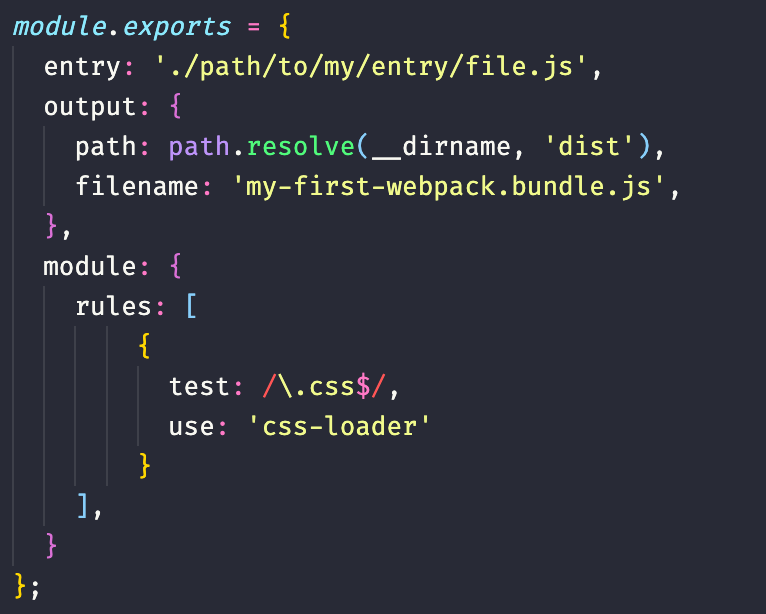 module.exports = {
  entry: './path/to/my/entry/file.js',
  output: {
    path: path.resolve(__dirname, 'dist'),
    filename: 'my-first-webpack.bundle.js',
  },
  module: {
    rules: [
        {
          test: /\.css$/,
          use: 'css-loader'
        }
    ],
  }
};